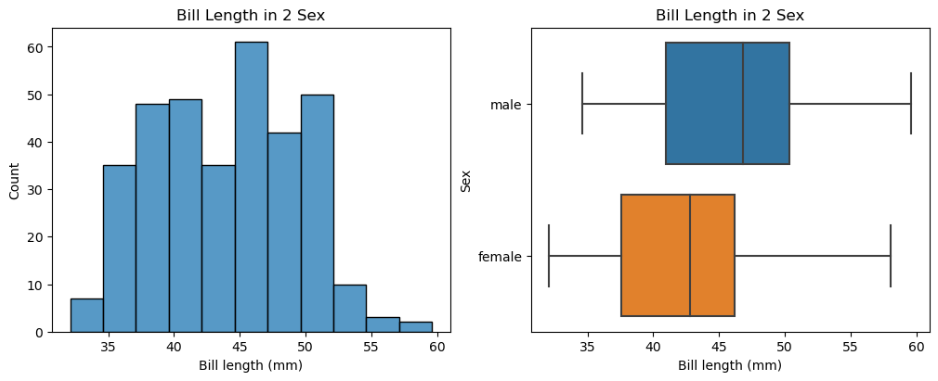 Bill Length in 2 Sex
Count
60
50
40
30
20
10
0
35 40 45 50 55 60
Bill length (mm)
Bill Length in 2 Sex
Sex
male
female
35 40 45 50 55 60
Bill length (mm)